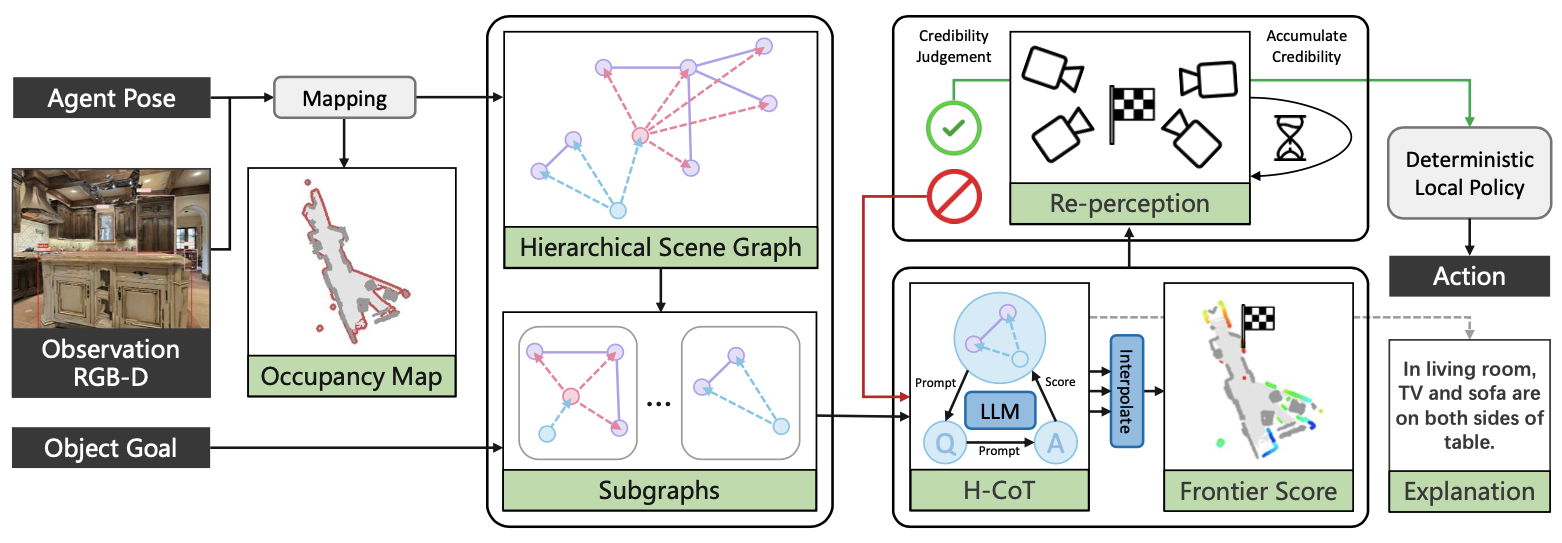 Agent Pose
Mapping
Observation
RGB-D
Occupancy Map
Object Goal
Hierarchical Scene Graph
...
Subgraphs
Credibility
Judgement
Accumulate
Credibility
Re-perception
Deterministic
Local Policy
Action
Prompt
Score
LLM
Q
Prompt
A
H-CoT
Interpolate
Frontier Score
In living room,
TV and sofa are
on both sides of
table.
Explanation